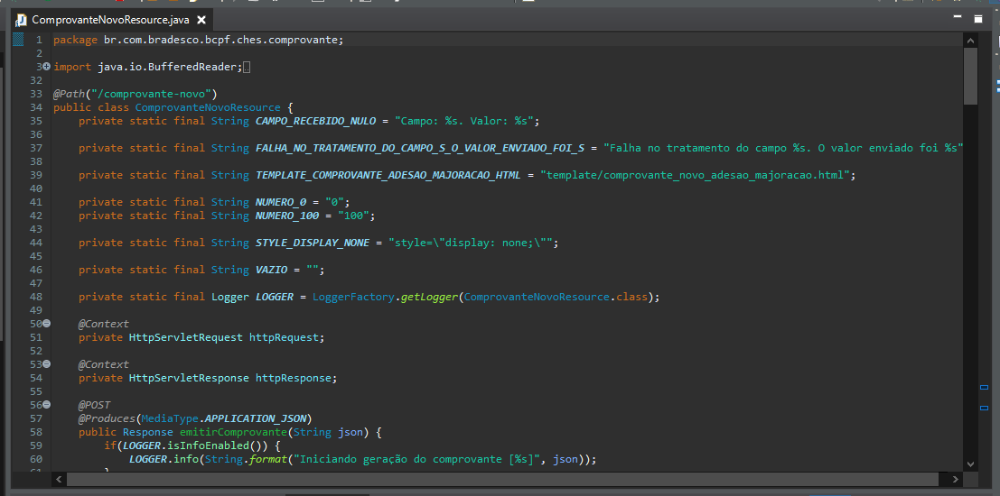 ComprovanteNovoResource.java
1 package br.com.bradesco.bcpf.ches.comprovante;
2
3 import java.io.BufferedReader;
32
33 @Path("/comprovante-novo")
34 public class ComprovanteNovoResource {
35 private static final String CAMPO_RECEBIDO_NULO = "Campo: %s. Valor: %s";
36
37 private static final String FALHA_NO_TRATAMENTO_DO_CAMPO_S_O_VALOR_ENVIADO_FOI_S = "Falha no tratamento do campo %s. O valor enviado foi %s"
38
39 private static final String TEMPLATE_COMPROVANTE_ADESAO_MAJORACAO_HTML = "template/comprovante_novo_adesao_majoracao.html";
40
41 private static final String NUMERO_0 = "0";
42 private static final String NUMERO_100 = "100";
43
44 private static final String STYLE_DISPLAY_NONE = "style=\"display: none;\"";
45
46 private static final String VAZIO = "";
47
48 private static final Logger LOGGER = LoggerFactory.getLogger(ComprovanteNovoResource.class);
49
50 @Context
51 private HttpServletRequest httpRequest;
52
53 @Context
54 private HttpServletResponse httpResponse;
55
56 @POST
57 @Produces(MediaType.APPLICATION_JSON)
58 public Response emitirComprovante(String json) {
59 if(LOGGER.isInfoEnabled()) {
60 LOGGER.info(String.format("Iniciando geração do comprovante [%s]", json));
61 }